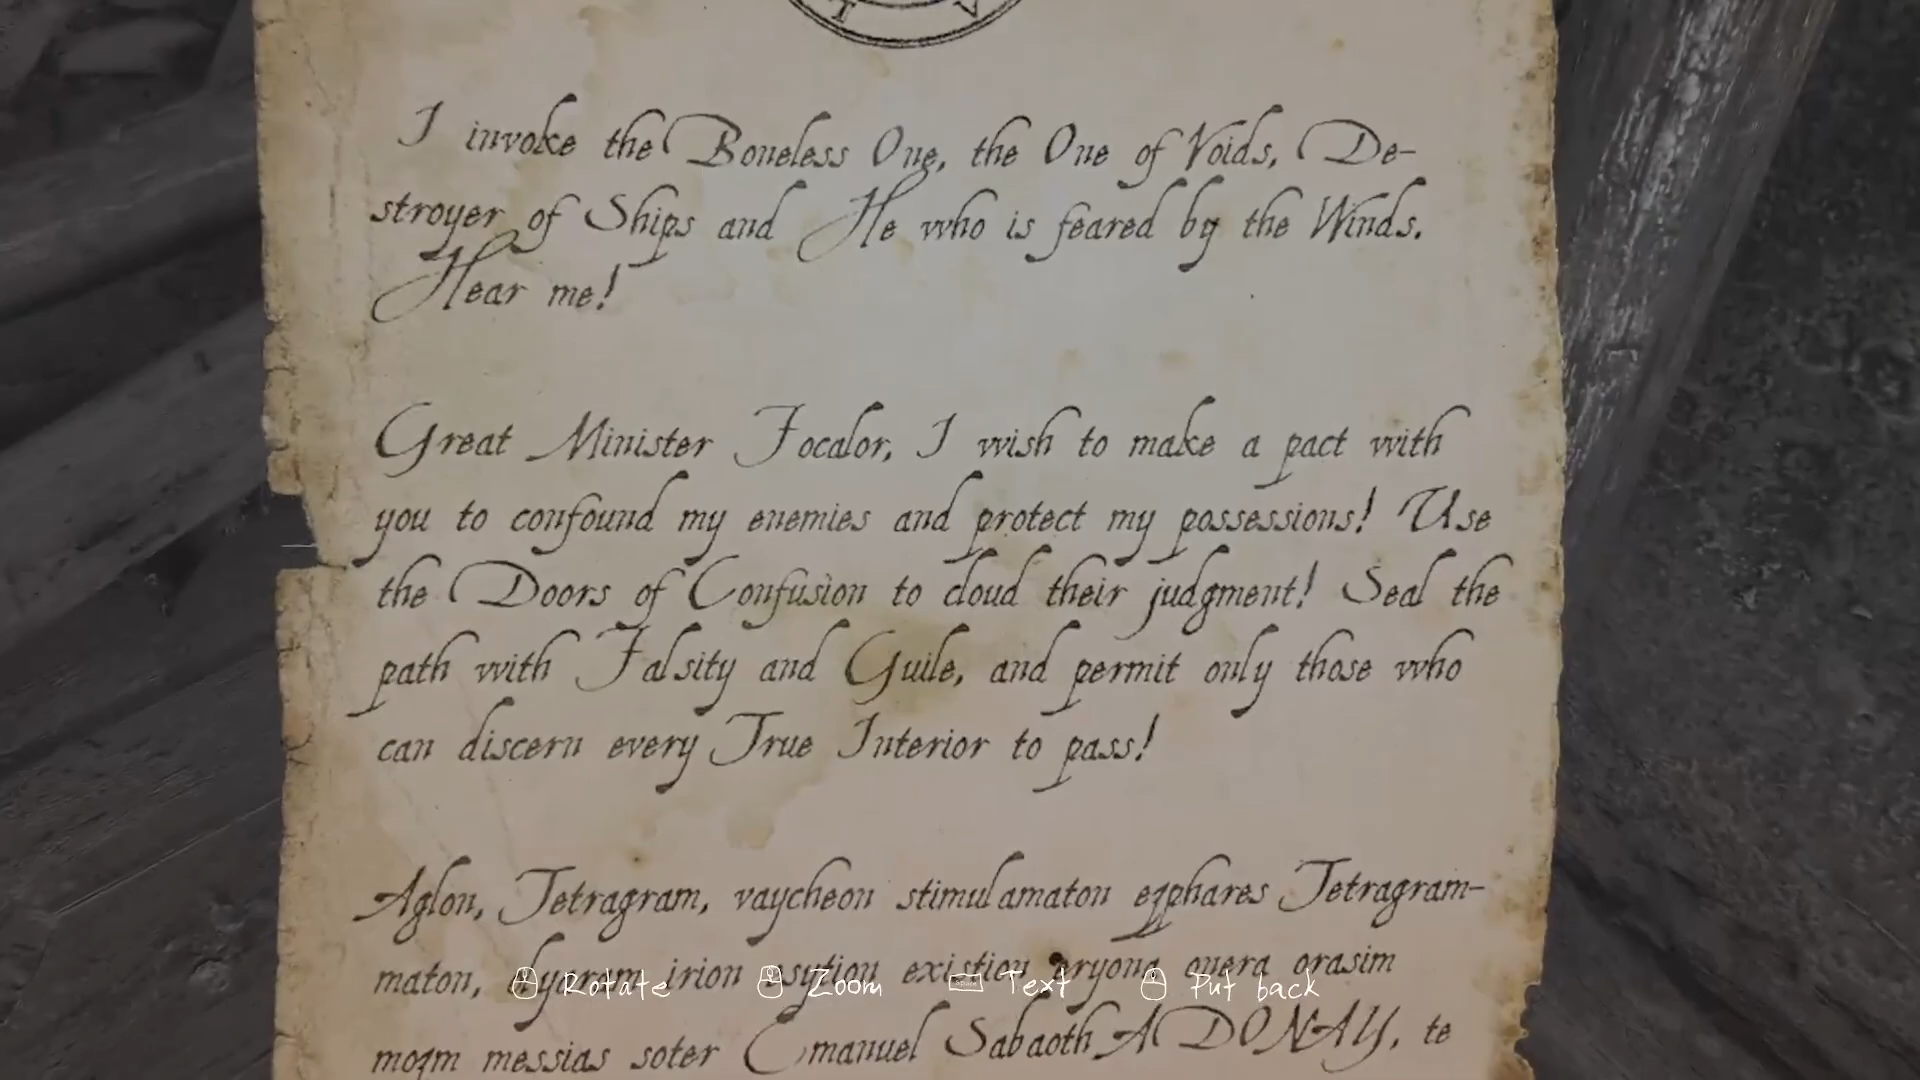 I invoke the Boneless One, the One of Voids, De-
stroyer of Ships and He who is feared by the Winds.
Hear me!
Great Minister Focalor, I wish to make a pact with
you to confound my enemies and protect my possessions! Use
the Doors of Confusion to cloud their judgment! Seal the
path with Falsity and Guile, and permit only those who
can discern every True Interior to pass!
Aglon, Tetragram, vaycheon stimulamaton ezphares Tetragram-
maton, irion esytion existion eryona onera orasim
mozm messias soter Emanuel Sabaoth ADONAY, te
Rotate Zoom Text Put back